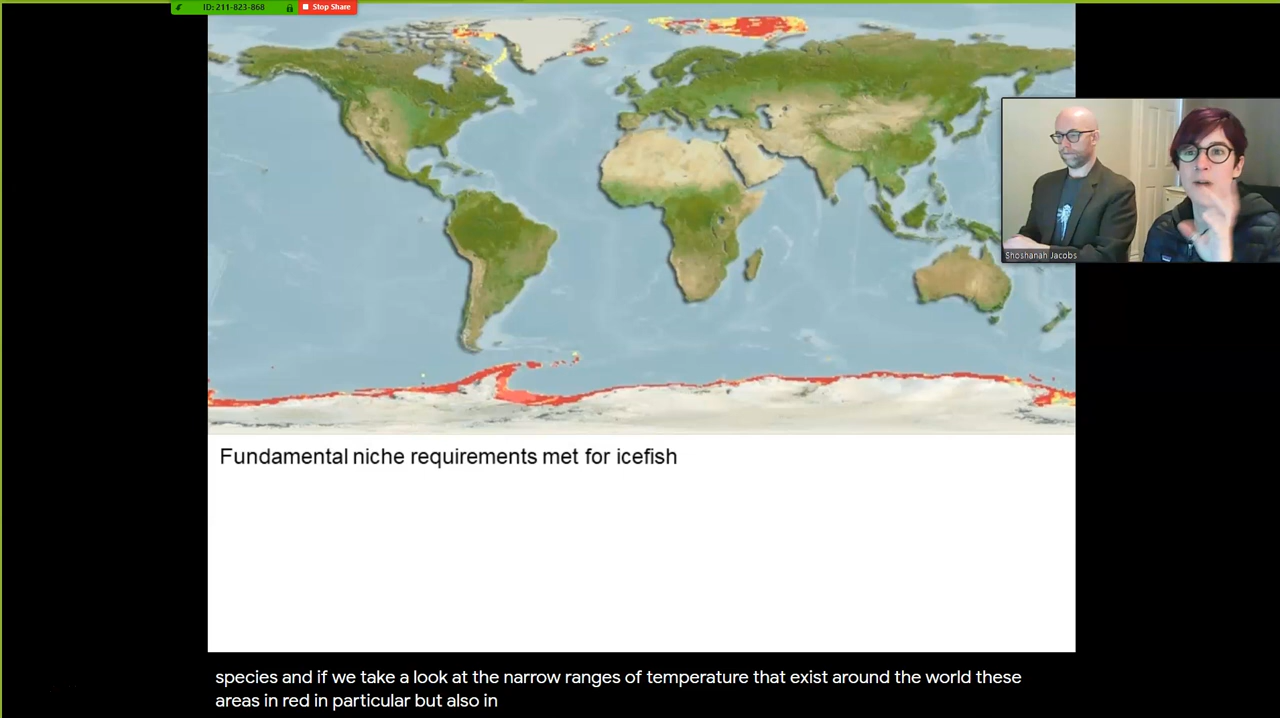 ID: 211-823-868
Stop Share
Shoshanah Jacobs
Fundamental niche requirements met for icefish
species and if we take a look at the narrow ranges of temperature that exist around the world these
areas in red in particular but also in